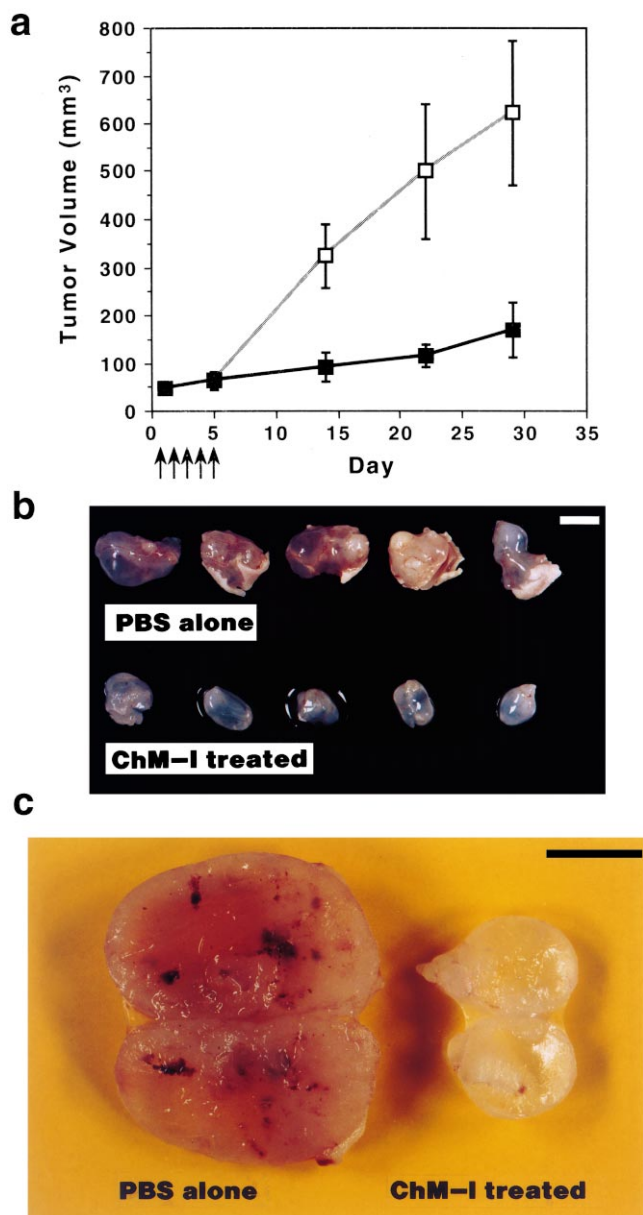 a
Tumor Volume (mm³)
800
700
600
500
400
300
200
100
0
0 5 10 15 20 25 30 35
Day
b
PBS alone
ChM–I treated
c
PBS alone ChM–I treated